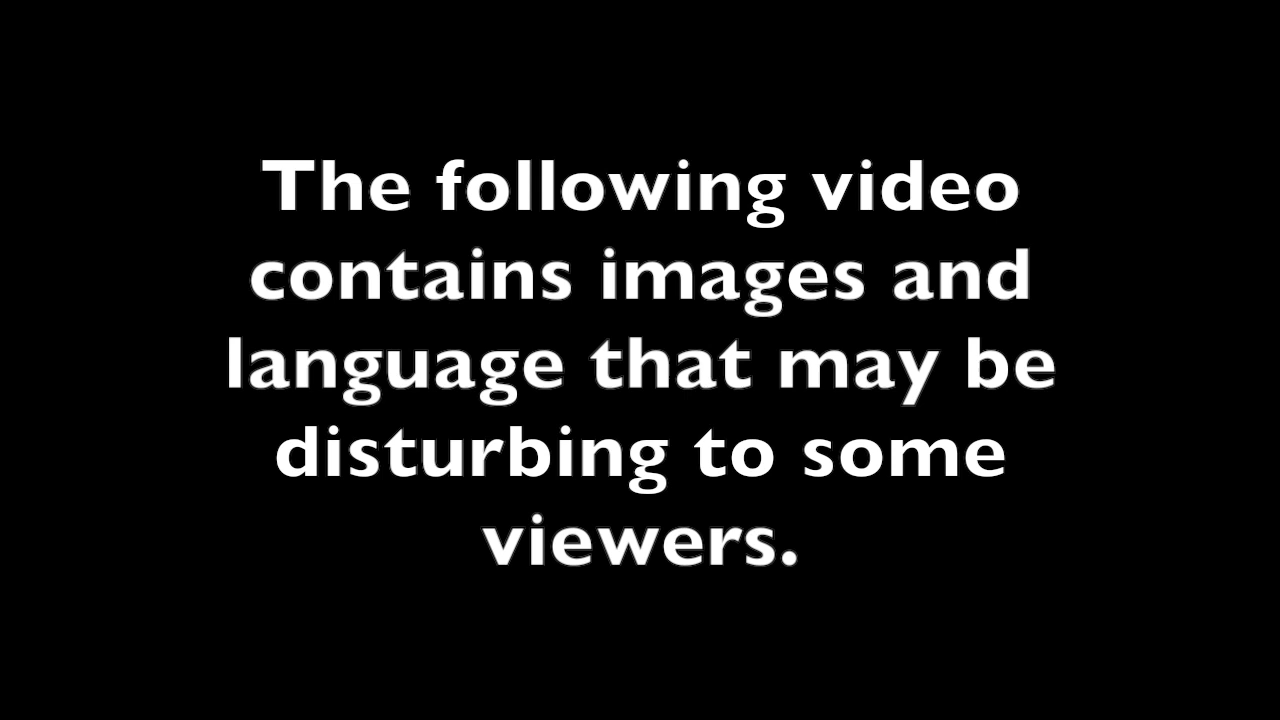 The following video
contains images and
language that may be
disturbing to some
viewers.